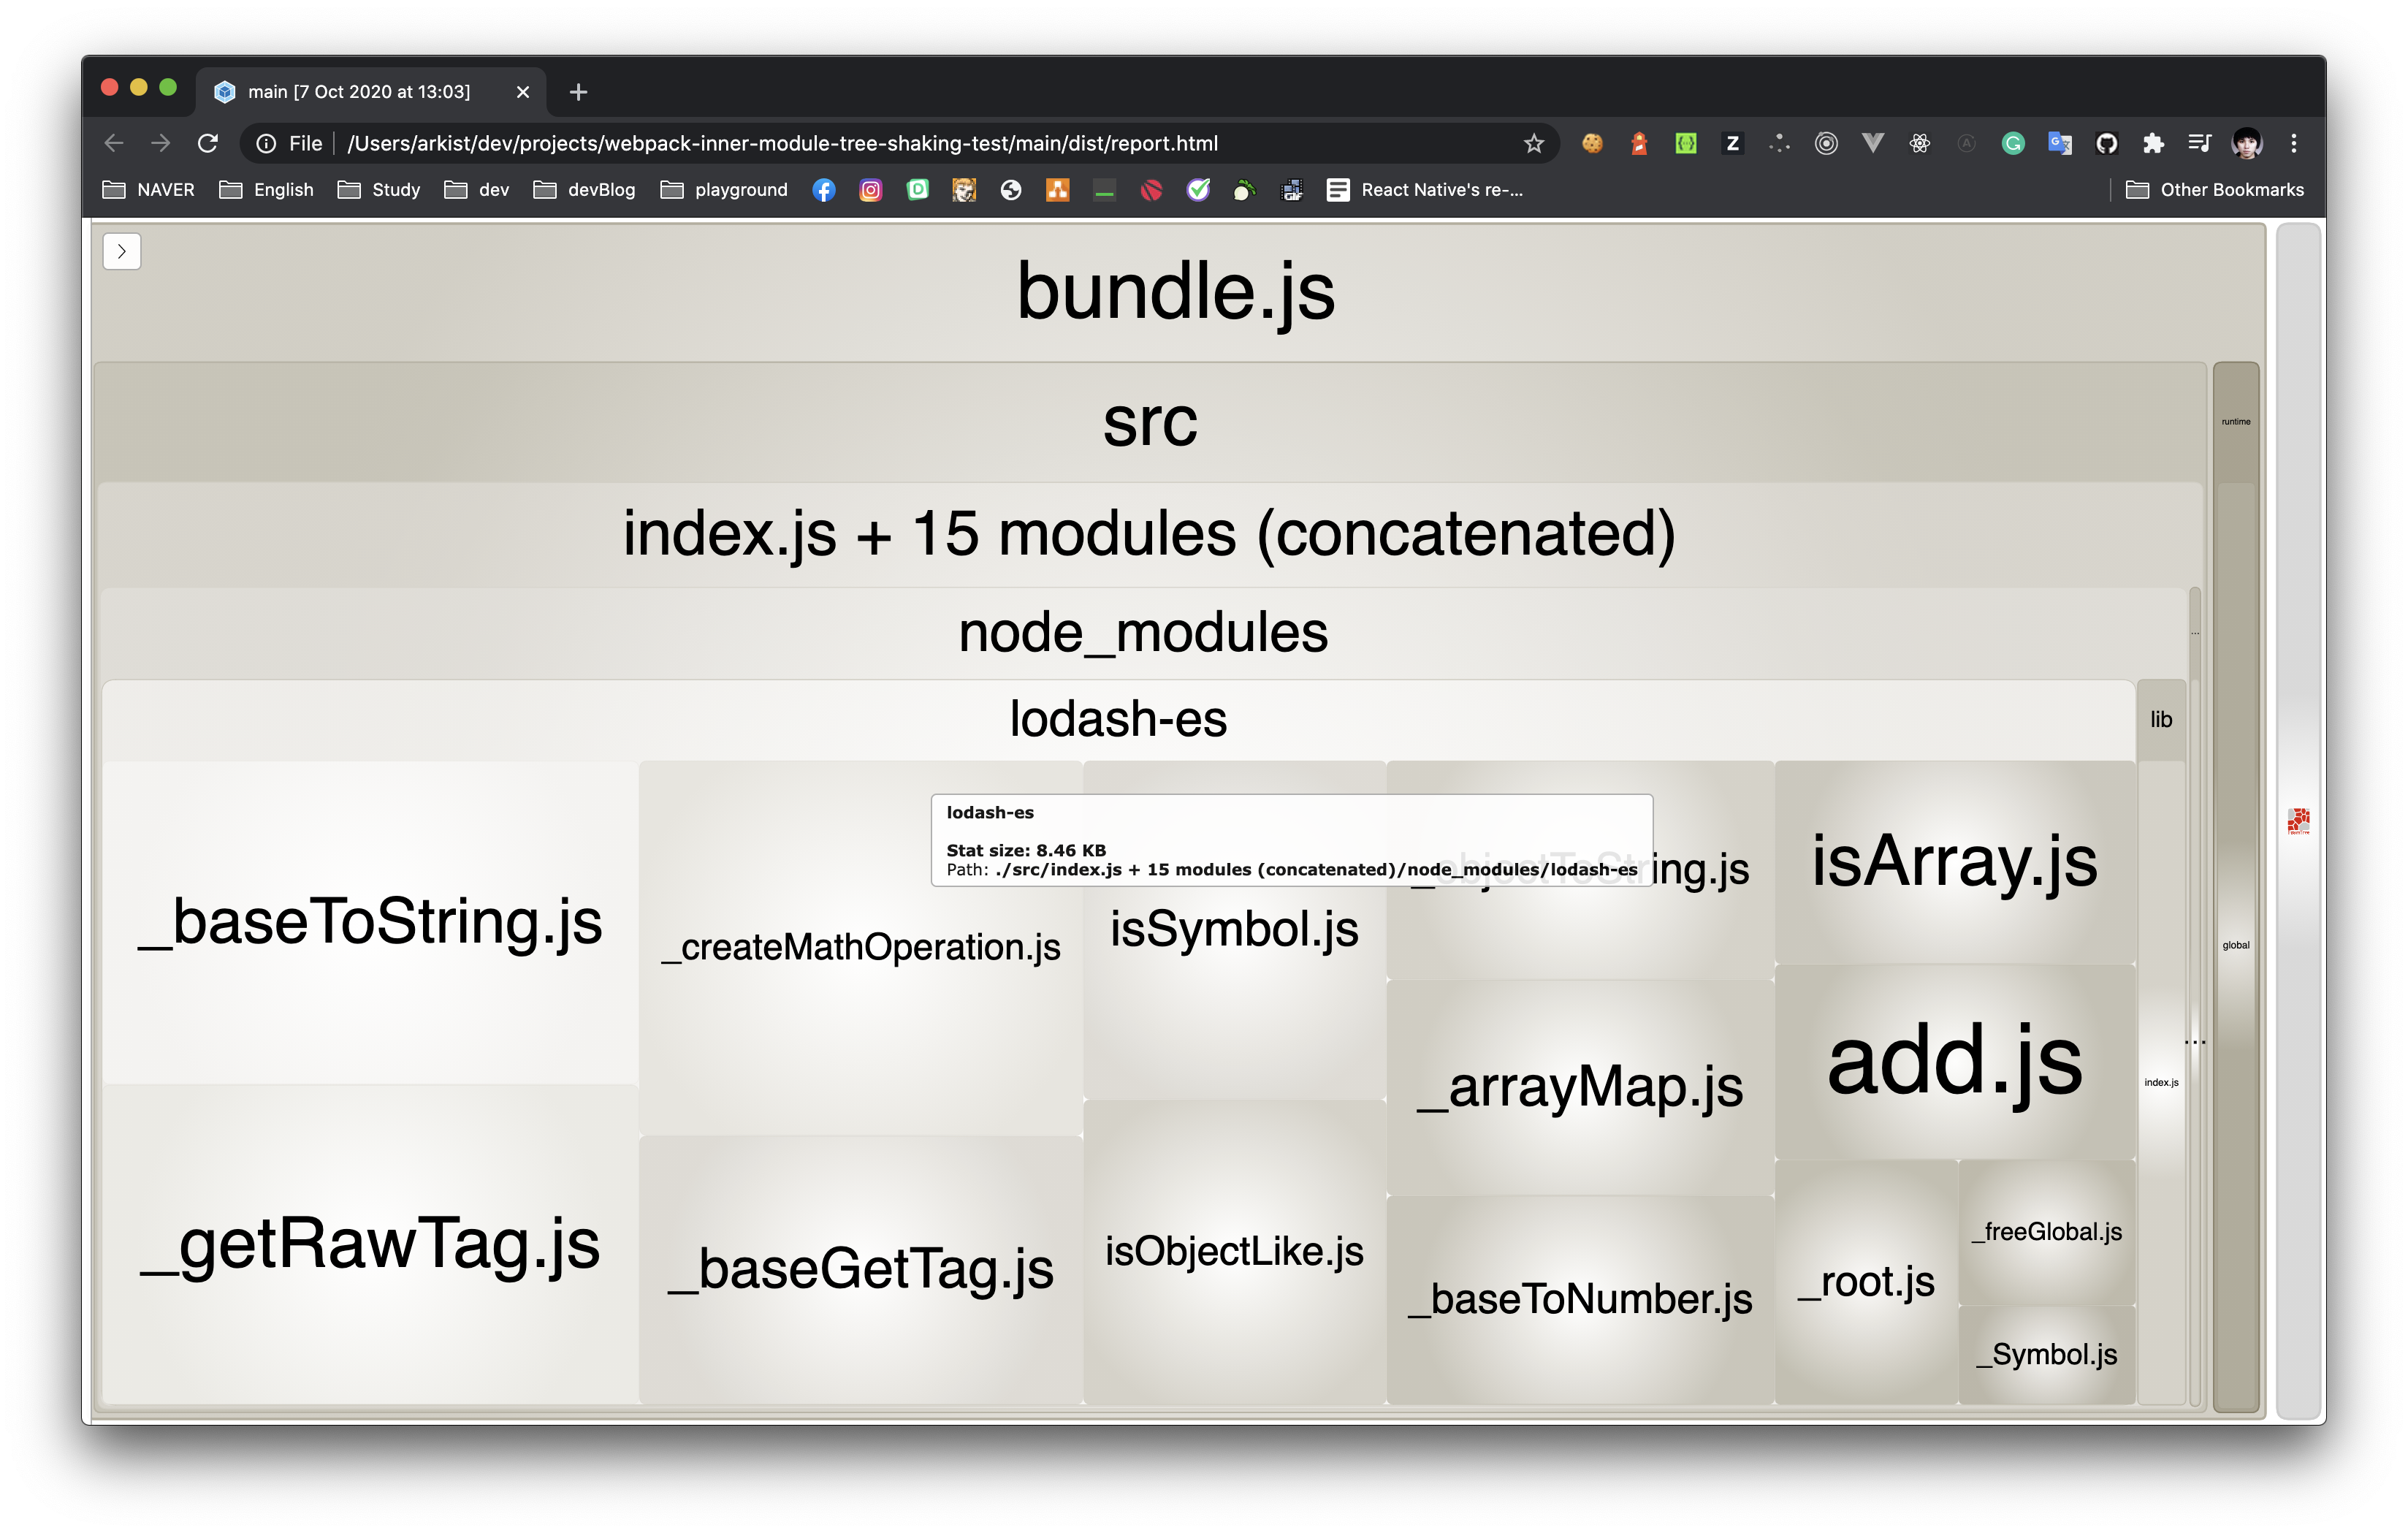 main [7 Oct 2020 at 13:03]
File
/Users/arkist/dev/projects/webpack-inner-module-tree-shaking-test/main/dist/report.html
NAVER
English
Study
dev
devBlog
playground
React Native's re-...
Other Bookmarks
bundle.js
src
runtime
index.js + 15 modules (concatenated)
node_modules
...
lodash-es
lib
lodash-es
Stat size: 8.46 KB
Path: ./src/index.js + 15 modules (concatenated)/node_modules/lodash-es
_baseToString.js
_createMathOperation.js
isSymbol.js
_objectToString.js
isArray.js
global
_arrayMap.js
add.js
...
index.js
_getRawTag.js
_baseGetTag.js
isObjectLike.js
_baseToNumber.js
_root.js
_freeGlobal.js
_Symbol.js